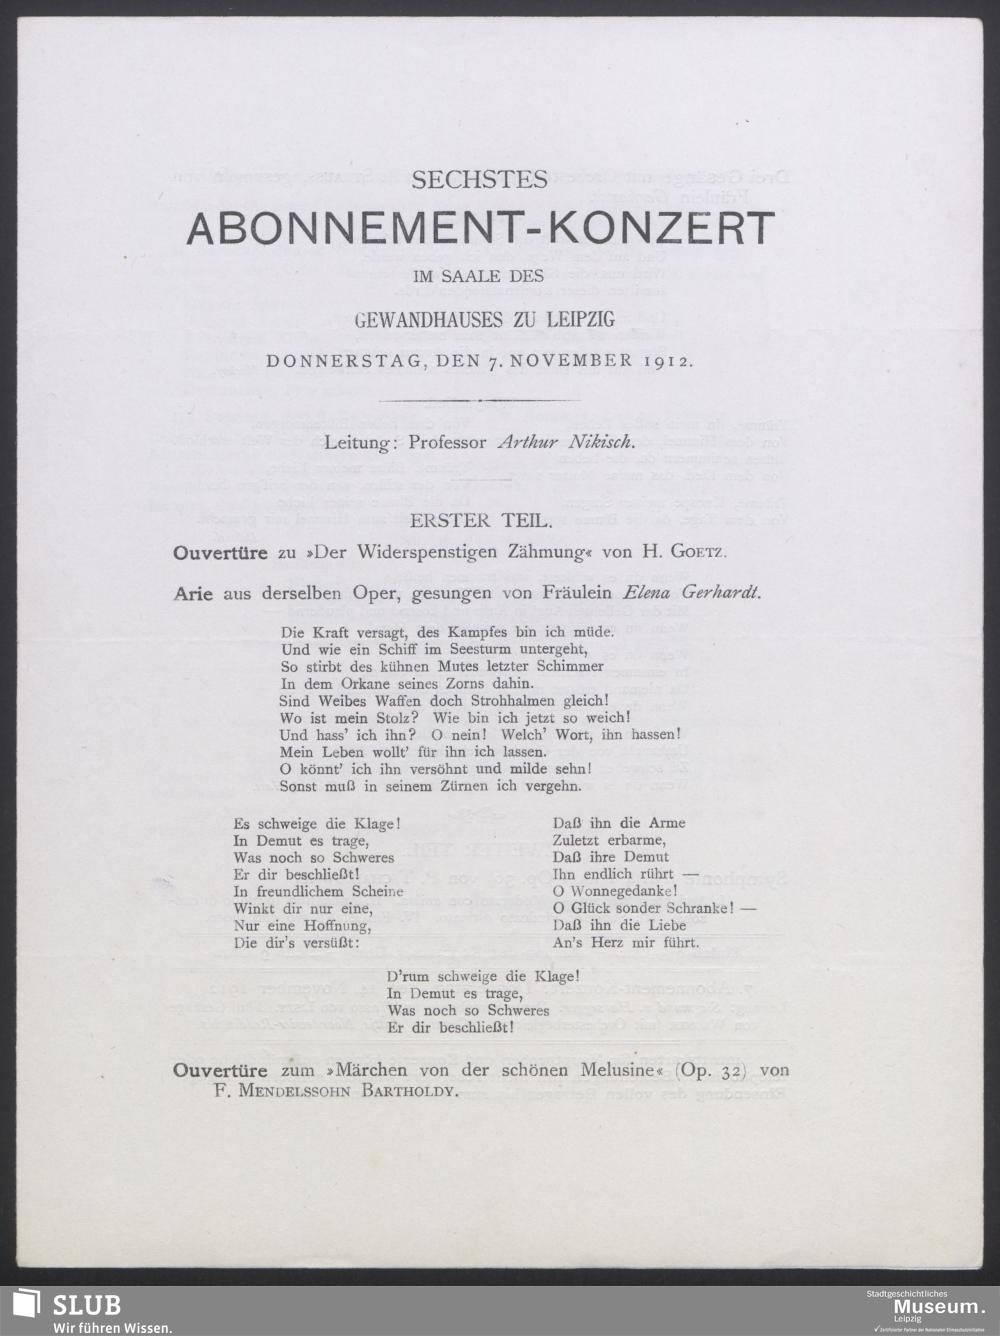 SECHSTES
ABONNEMENT-KONZERT
IM SAALE DES
GEWANDHAUSES ZU LEIPZIG
DONNERSTAG, DEN 7. NOVEMBER 1912.
Leitung: Professor Arthur Nikisch.
ERSTER TEIL.
Ouvertüre zu »Der Widerspenstigen Zähmung« von H. GOETZ.
Arie aus derselben Oper, gesungen von Fräulein Elena Gerhardt.
Die Kraft versagt, des Kampfes bin ich müde.
Und wie ein Schiff im Seesturm untergeht,
So stirbt des kühnen Mutes letzter Schimmer
In dem Orkane seines Zorns dahin.
Sind Weibes Waffen doch Strohhalmen gleich!
Wo ist mein Stolz? Wie bin ich jetzt so weich!
Und hass' ich ihn? O nein! Welch' Wort, ihn hassen!
Mein Leben wollt' für ihn ich lassen.
O könnt' ich ihn versöhnt und milde sehn!
Sonst muß in seinem Zürnen ich vergehn.
Es schweige die Klage!
In Demut es trage,
Was noch so Schweres
Er dir beschließt!
In freundlichem Scheine
Winkt dir nur eine,
Nur eine Hoffnung,
Die dir's versüßt:
Daß ihn die Arme
Zuletzt erbarme,
Daß ihre Demut
Ihn endlich rührt —
O Wonnegedanke!
O Glück sonder Schranke! —
Daß ihn die Liebe
An's Herz mir führt.
D'rum schweige die Klage!
In Demut es trage,
Was noch so Schweres
Er dir beschließt!
Ouvertüre zum »Märchen von der schönen Melusine« (Op. 32) von
F. MENDELSSOHN BARTHOLDY.
SLUB
Wir führen Wissen.
Stadtgeschichtliches
Museum.
Leipzig